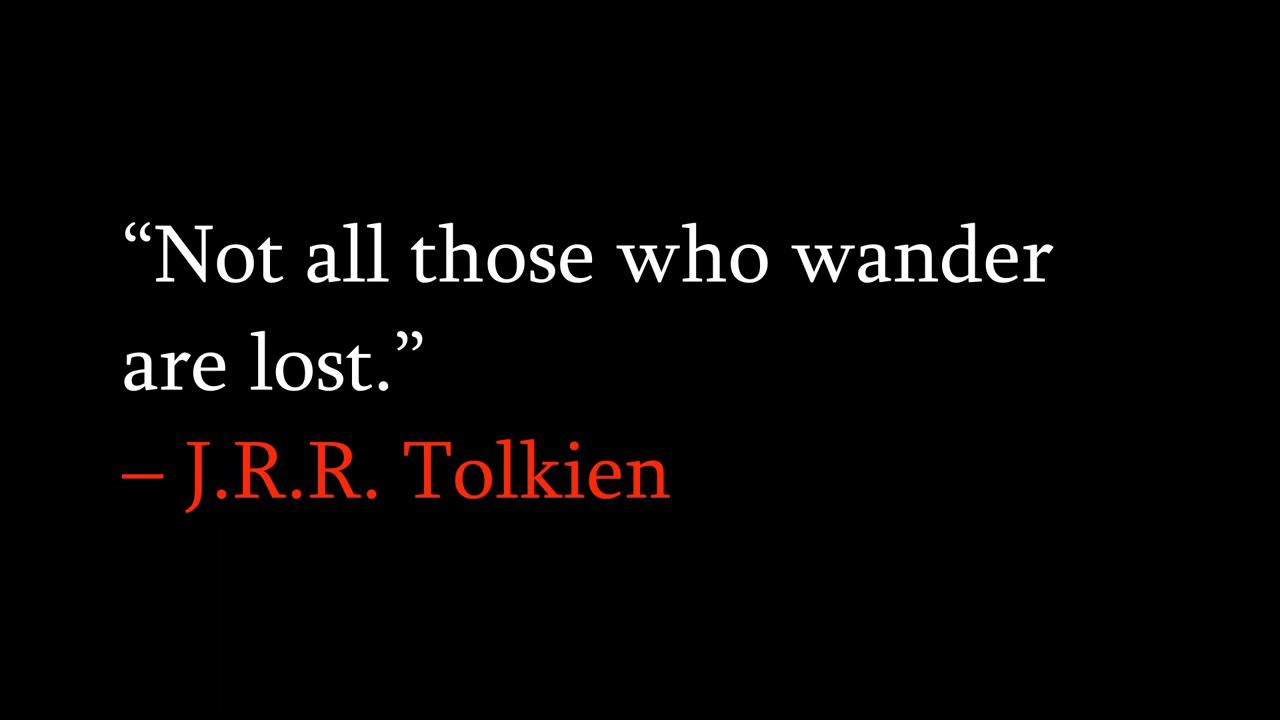 “Not all those who wander
are lost.”
– J.R.R. Tolkien